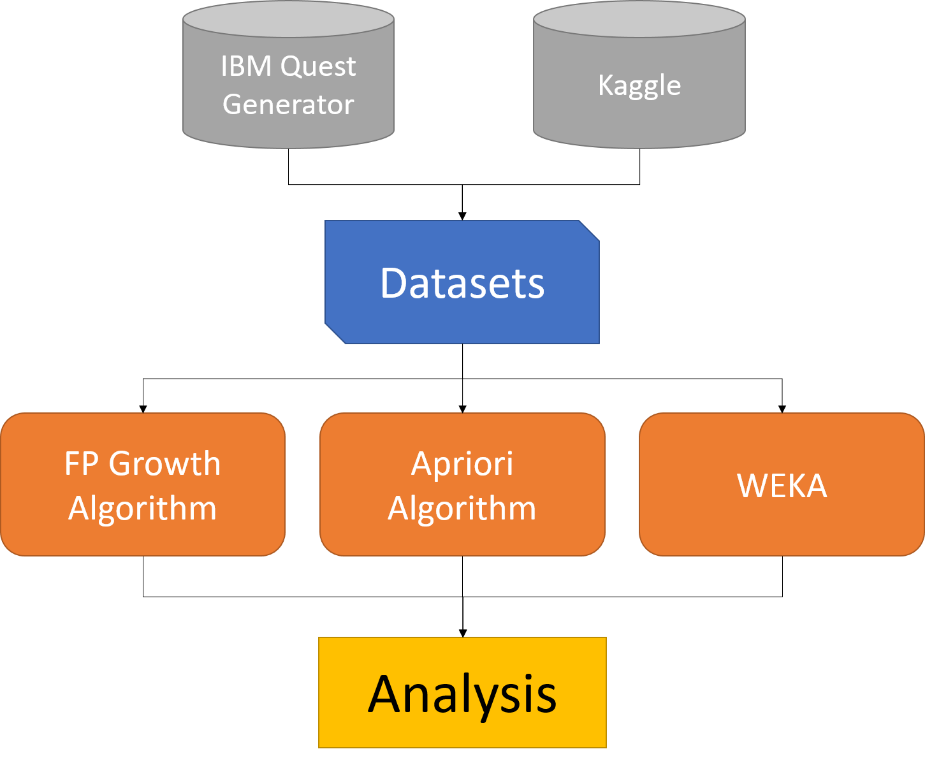 IBM Quest
Generator
Kaggle
Datasets
FP Growth
Algorithm
Apriori
Algorithm
WEKA
Analysis